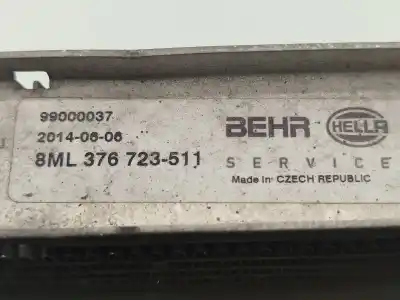 99000037
2014-06-06
8ML 376 723-511
BEHR HELLA
SERVICE
Made in CZECH REPUBLIC